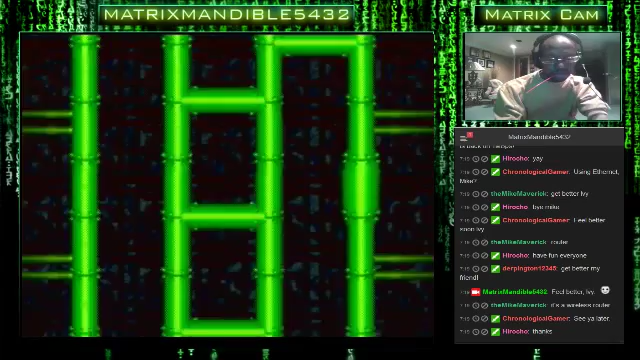 MATRIXMANDIBLE5432
MATRIX CAM
MatrixMandible5432
Hirocho: yay
ChronologicalGamer: Using Ethernet,
Mike?
theMikeMaverick: get better Ivy
Hirocho: bye mike
ChronologicalGamer: Feel better
soon Ivy
theMikeMaverick: router
Hirocho: have fun everyone
derpington12345: get better my
friend!
MatrixMandible5432: Feel better, Ivy.
theMikeMaverick: it's a wireless router
ChronologicalGamer: See ya later.
Hirocho: thanks